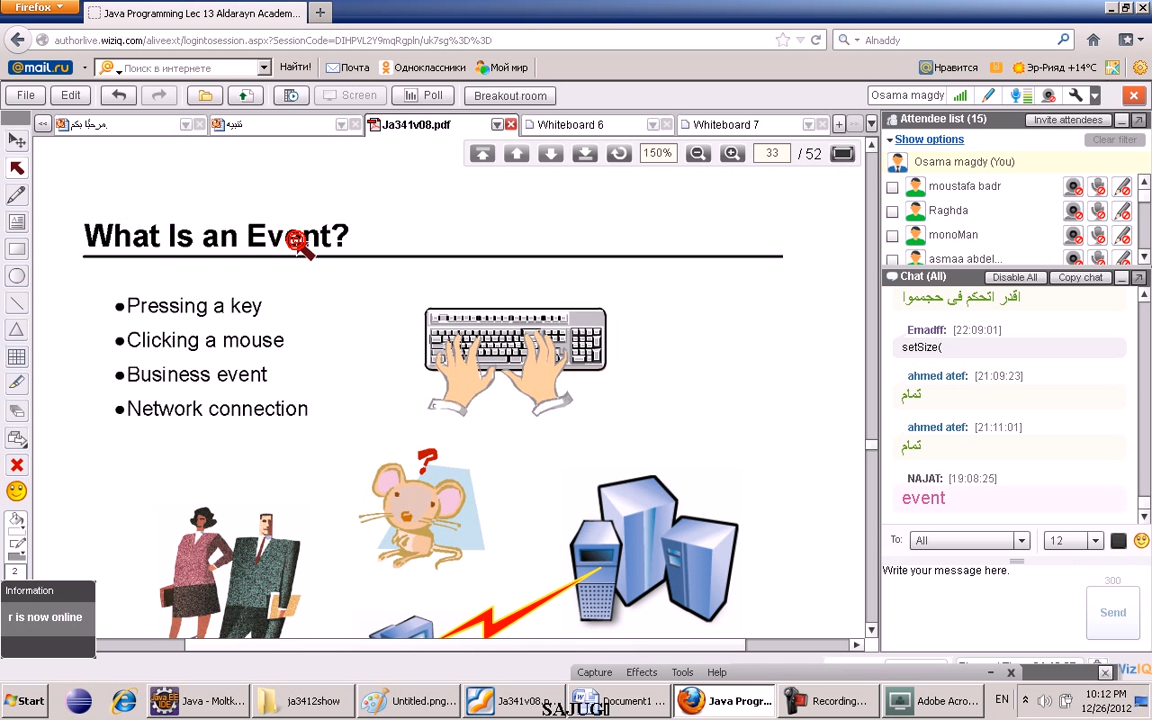 Firefox
Java Programming Lec 13 Aldarayn Academ...
authorlive.wiziq.com/aliveext/logintosession.aspx?SessionCode=DIHPVL2Y9mqRgpln/uk7sg%3D%3D
Alnaddy
@mail.ru
Поиск в интернете
Найти!
Почта
Одноклассники
Мой мир
Нравится
Эр-Рияд +14°C
File
Edit
Screen
Poll
Breakout room
Osama magdy
<<
مرحبًا بكم.
تنبيه
Ja341v08.pdf
Whiteboard 6
Whiteboard 7
150%
33 / 52
What Is an Event?
●Pressing a key
●Clicking a mouse
●Business event
●Network connection
?
2
Information
r is now online
Attendee list (15)
Invite attendees
Show options
Clear filter
Osama magdy (You)
moustafa badr
Raghda
monoMan
asmaa abdel...
Chat (All)
Disable All
Copy chat
اقدر اتحكم فى حجمموا
Emadff: [22:09:01]
setSize(
ahmed atef: [21:09:23]
تمام
ahmed atef: [21:11:01]
تمام
NAJAT: [19:08:25]
event
To:
All
12
Write your message here.
300
Send
Capture
Effects
Tools
Help
WizIQ
Start
Java - Moltk...
ja3412show
Untitled.png...
Ja341v08.p...
Document1 ...
Java Progr...
Recording...
Adobe Acro...
EN
10:12 PM
12/26/2012